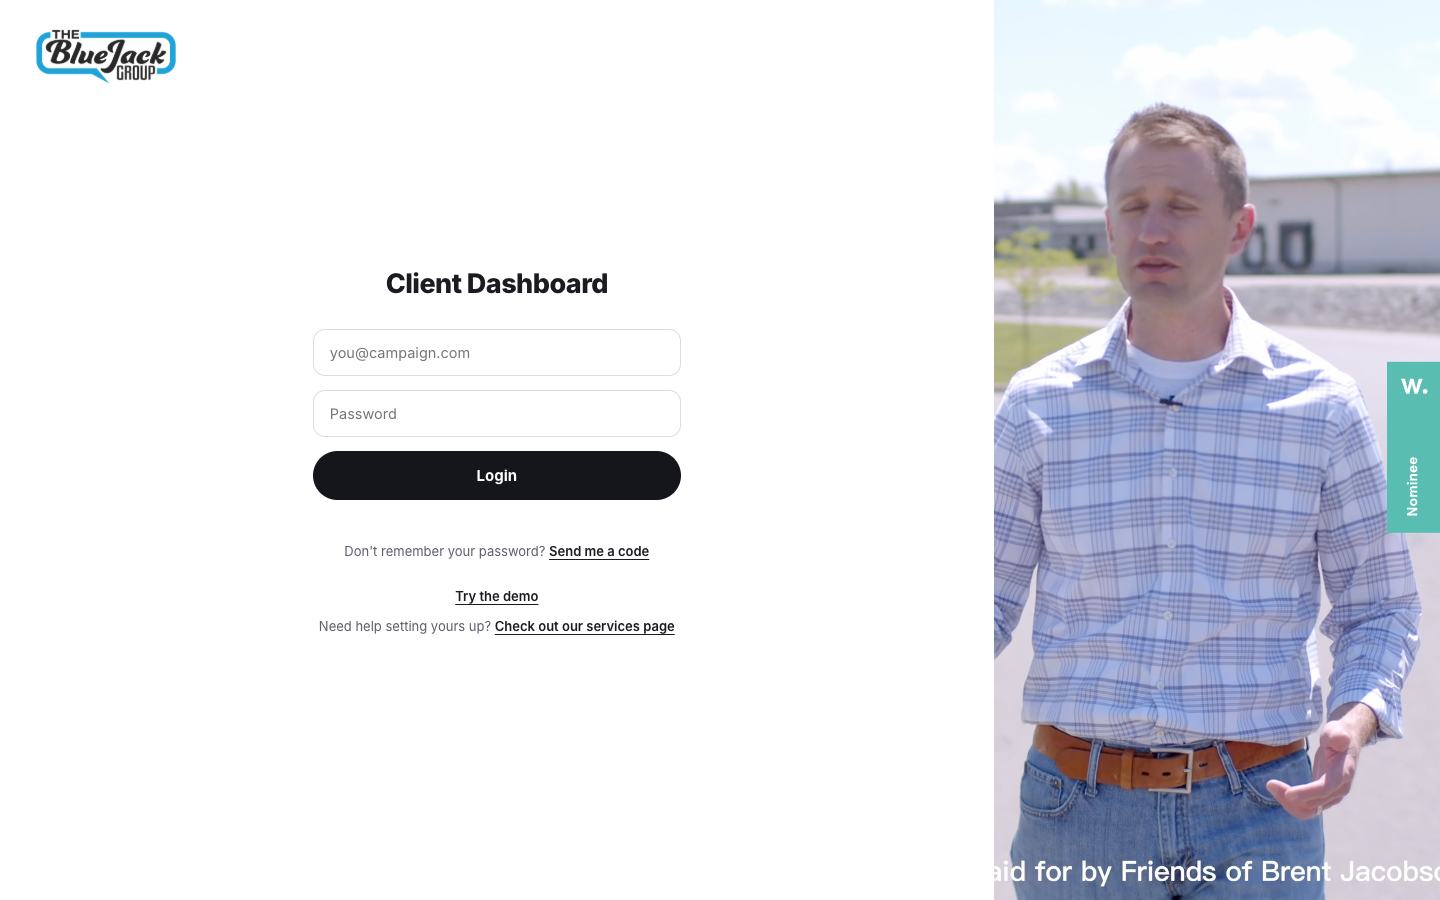 THE
BlueJack
GROUP
Client Dashboard
you@campaign.com
Password
Login
Don't remember your password? Send me a code
Try the demo
Need help setting yours up? Check out our services page
W.
Nominee
aid for by Friends of Brent Jacobso